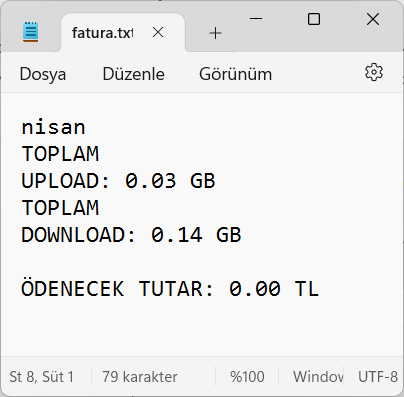 fatura.txt
Dosya Düzenle Görünüm
nisan
TOPLAM
UPLOAD: 0.03 GB
TOPLAM
DOWNLOAD: 0.14 GB
ÖDENECEK TUTAR: 0.00 TL
St 8, Süt 1 79 karakter %100 Window UTF-8